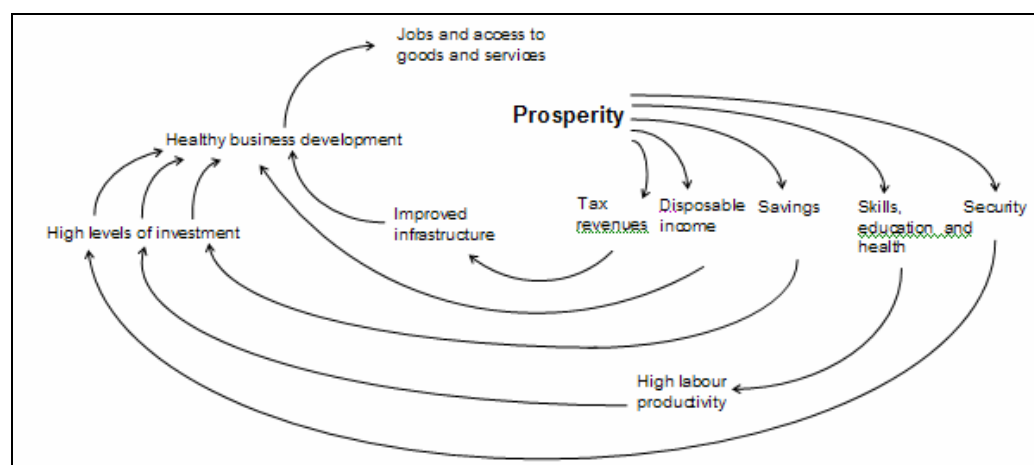 Jobs and access to
goods and services
Prosperity
Healthy business development
Tax
revenues
Disposable
income
Savings
Skills,
education and
health
Security
Improved
infrastructure
High levels of investment
High labour
productivity